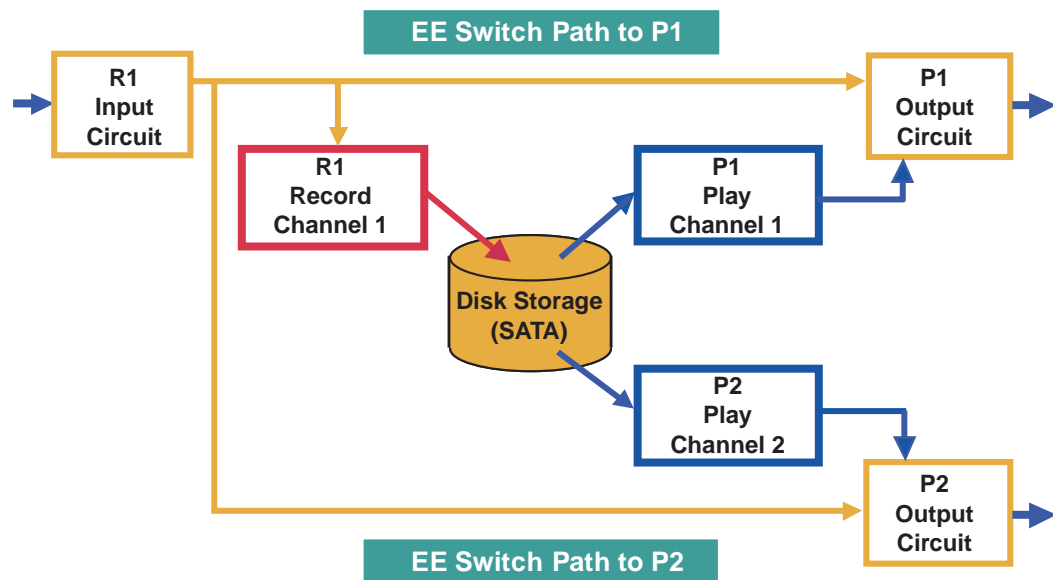 EE Switch Path to P1
R1
Input
Circuit
P1
Output
Circuit
R1
Record
Channel 1
P1
Play
Channel 1
Disk Storage
(SATA)
P2
Play
Channel 2
P2
Output
Circuit
EE Switch Path to P2